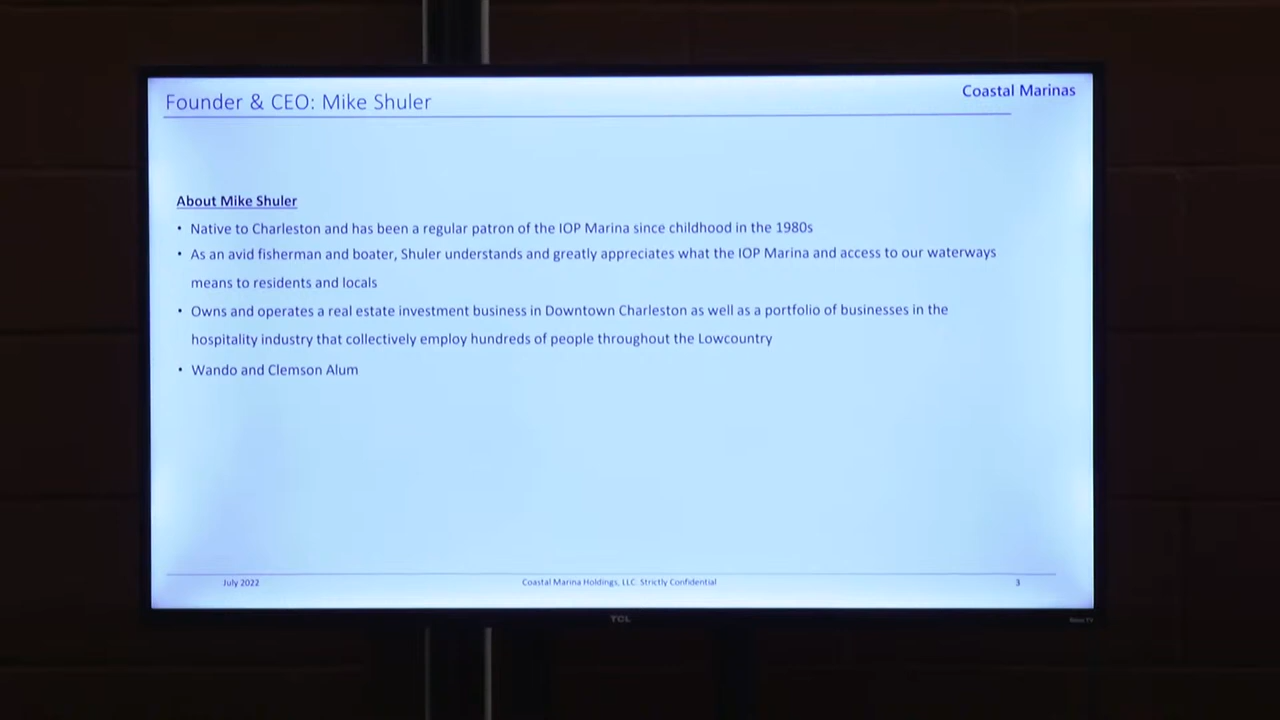 Founder & CEO: Mike Shuler
Coastal Marinas
About Mike Shuler
• Native to Charleston and has been a regular patron of the IOP Marina since childhood in the 1980s
• As an avid fisherman and boater, Shuler understands and greatly appreciates what the IOP Marina and access to our waterways
means to residents and locals
• Owns and operates a real estate investment business in Downtown Charleston as well as a portfolio of businesses in the
hospitality industry that collectively employ hundreds of people throughout the Lowcountry
• Wando and Clemson Alum
July 2022
Coastal Marina Holdings, LLC Strictly Confidential
3
TCL
Roku TV